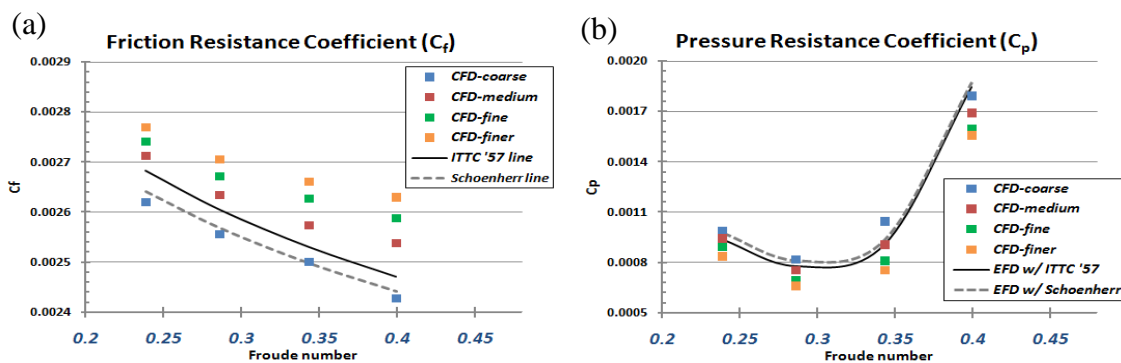 (a)
Friction Resistance Coefficient (Cf)
0.0029
0.0028
0.0027
0.0026
0.0025
0.0024
Cf
CFD-coarse
CFD-medium
CFD-fine
CFD-finer
ITTC '57 line
Schoenherr line
0.2 0.25 0.3 0.35 0.4 0.45
Froude number
(b)
Pressure Resistance Coefficient (Cp)
0.0020
0.0017
0.0014
0.0011
0.0008
0.0005
Cp
CFD-coarse
CFD-medium
CFD-fine
CFD-finer
EFD w/ ITTC '57
EFD w/ Schoenherr
0.2 0.25 0.3 0.35 0.4 0.45
Froude number